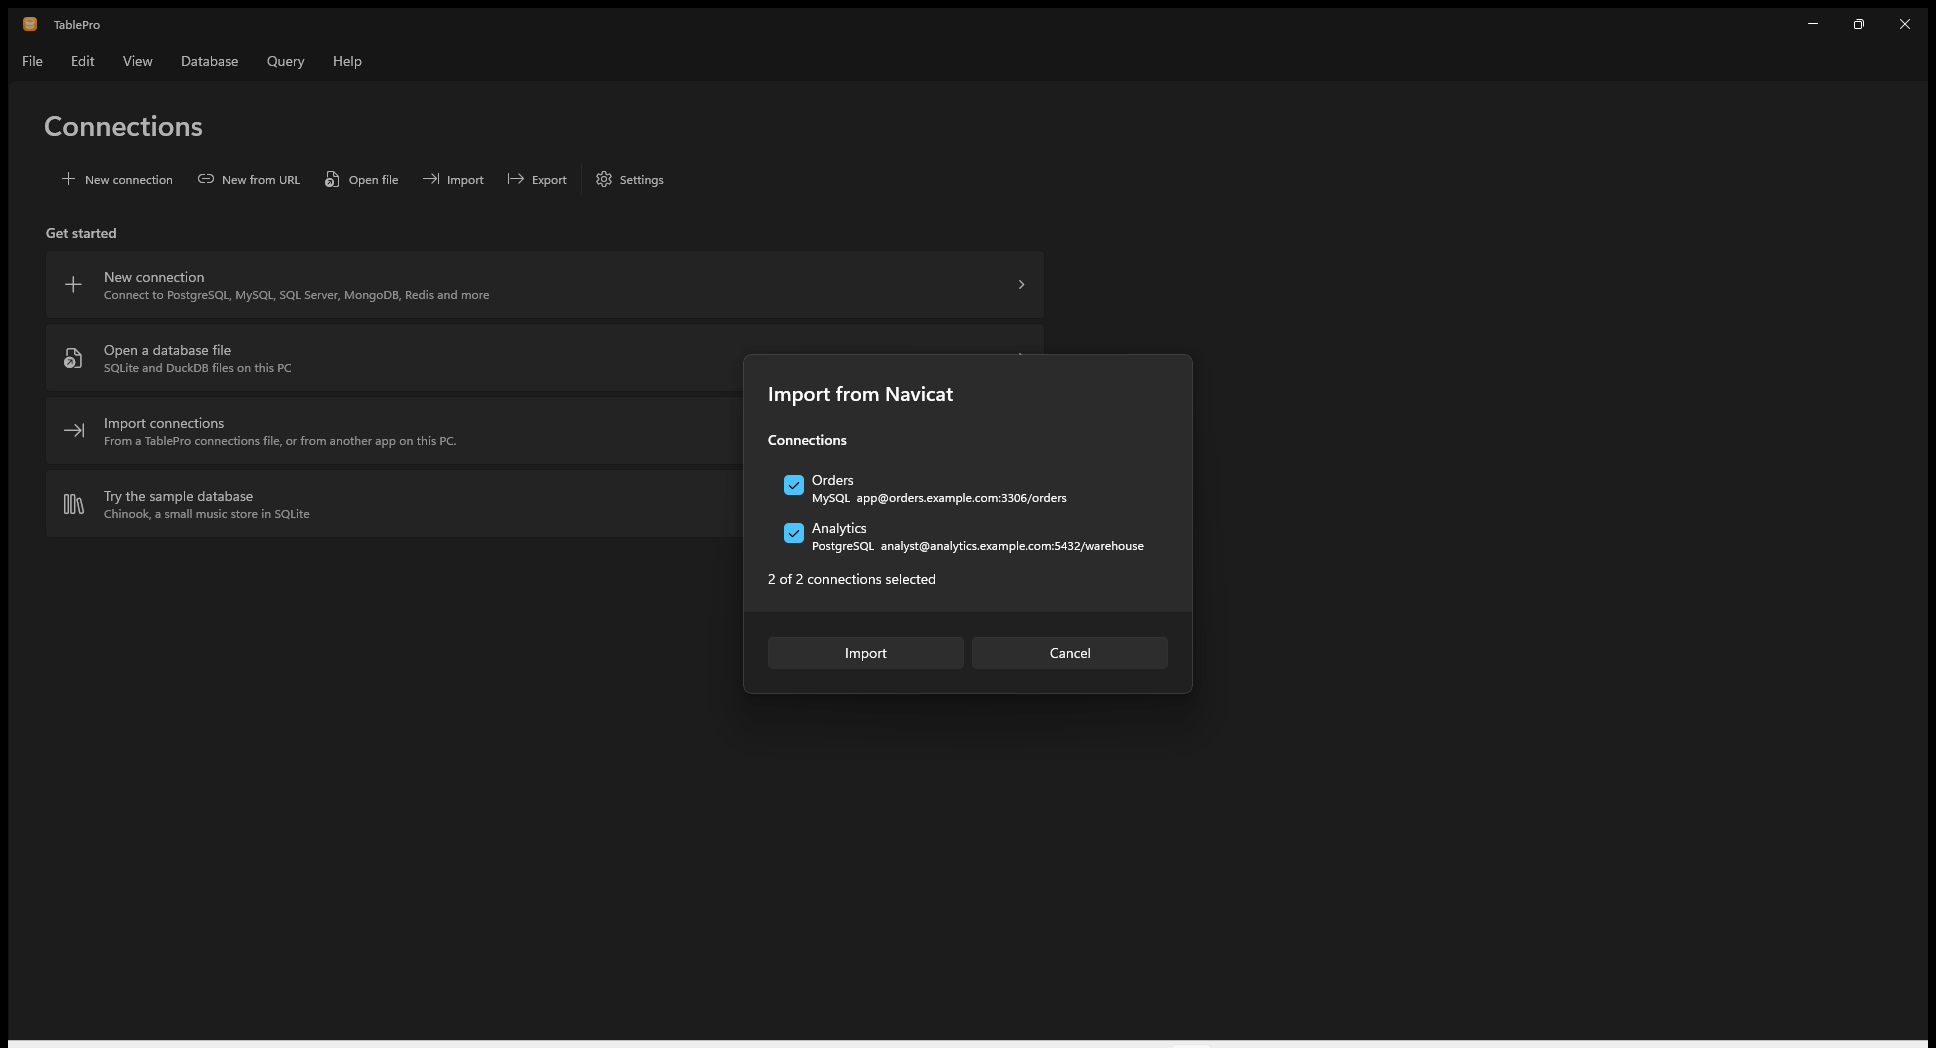 TablePro
File Edit View Database Query Help
Connections
New connection New from URL Open file Import Export Settings
Get started
New connection
Connect to PostgreSQL, MySQL, SQL Server, MongoDB, Redis and more
Open a database file
SQLite and DuckDB files on this PC
Import connections
From a TablePro connections file, or from another app on this PC.
Try the sample database
Chinook, a small music store in SQLite
Import from Navicat
Connections
Orders
MySQL app@orders.example.com:3306/orders
Analytics
PostgreSQL analyst@analytics.example.com:5432/warehouse
2 of 2 connections selected
Import Cancel